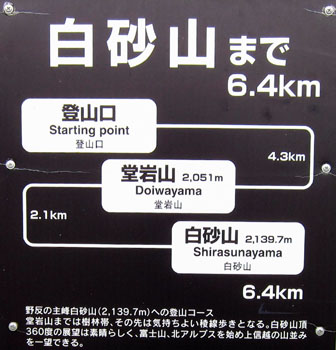 白砂山まで
6.4km
登山口
Starting point
登山口
4.3km
堂岩山 2,051m
Doiwayama
堂岩山
2.1km
白砂山 2,139.7m
Shirasunayama
白砂山
6.4km
野反の主峰白砂山(2,139.7m)への登山コース
堂岩山までは樹林帯、その先は気持ちよい稜線歩きとなる。白砂山頂
360度の展望は素晴らしく、富士山、北アルプスを始め上信越の山並み
を一望できる。